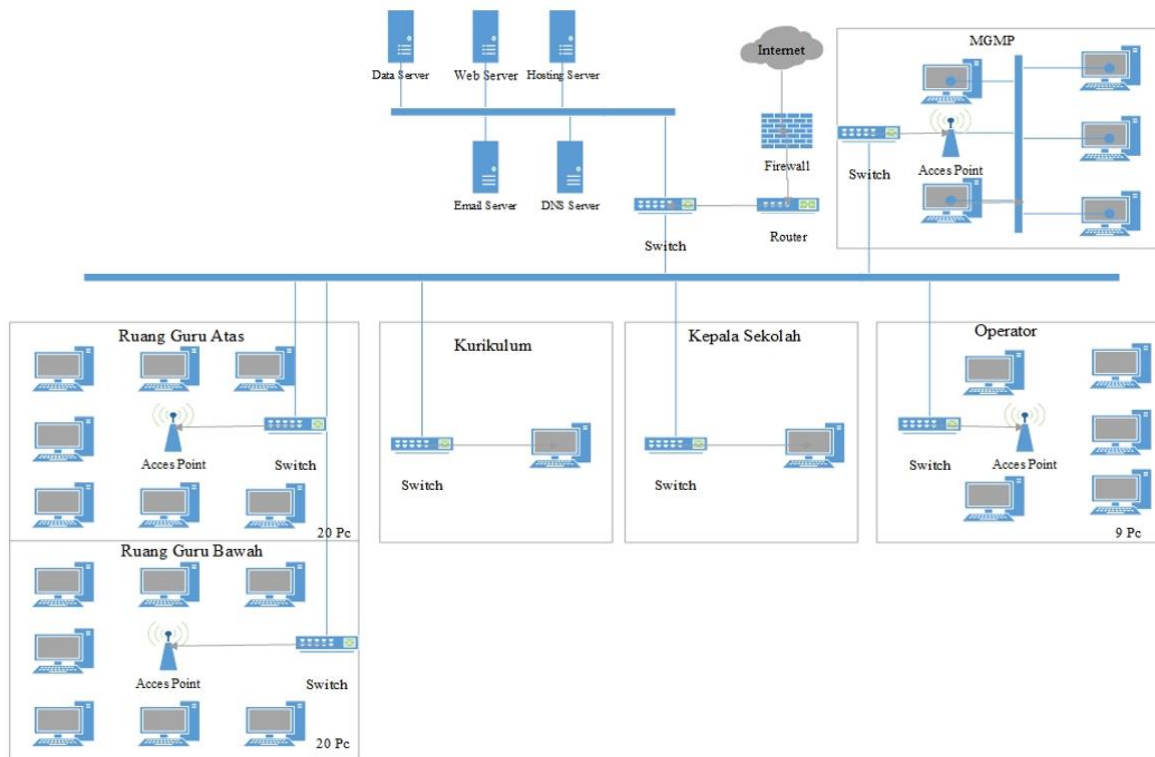 Data Server
Web Server
Hosting Server
Internet
MGMP
Firewall
Switch
Acces Point
Email Server
DNS Server
Switch
Router
Ruang Guru Atas
Kurikulum
Kepala Sekolah
Operator
Acces Point
Switch
Switch
Switch
Switch
Acces Point
20 Pc
9 Pc
Ruang Guru Bawah
Acces Point
Switch
20 Pc